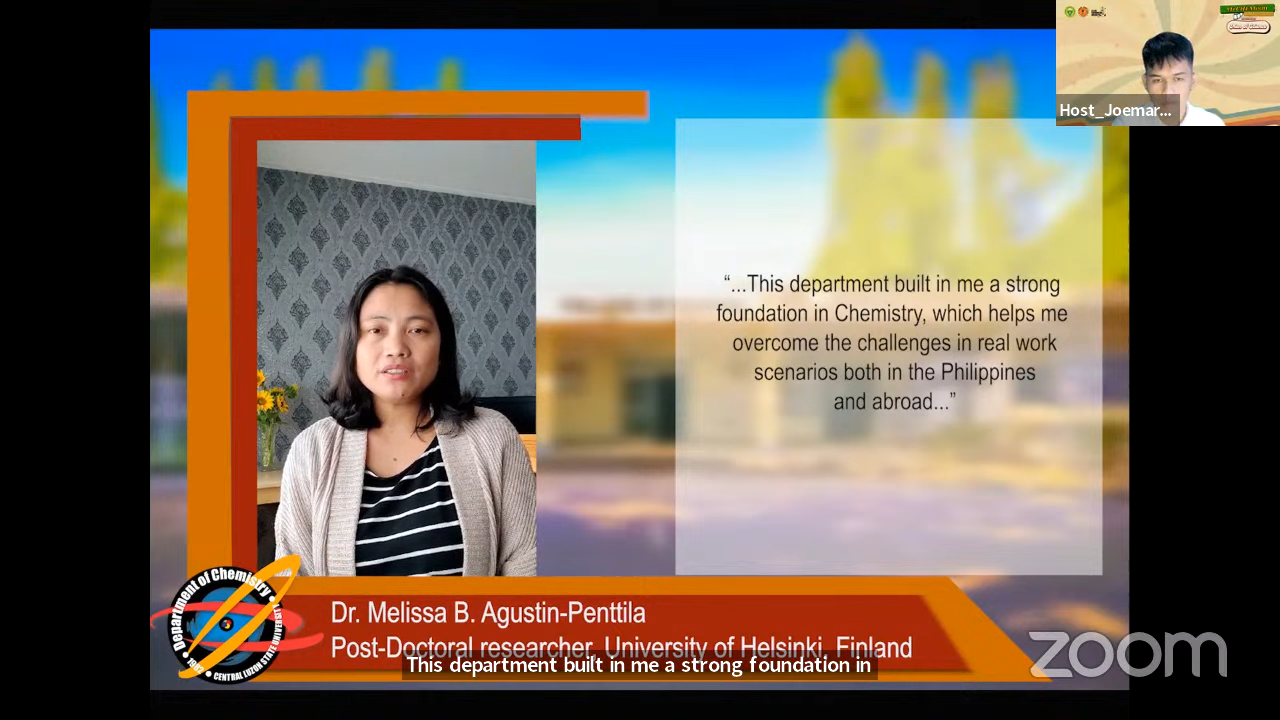 Host_Joemar...
“...This department built in me a strong
foundation in Chemistry, which helps me
overcome the challenges in real work
scenarios both in the Philippines
and abroad...”
Department of Chemistry
CENTRAL LUZON STATE UNIVERSITY
Dr. Melissa B. Agustin-Penttila
Post-Doctoral researcher, University of Helsinki, Finland
This department built in me a strong foundation in
zoom